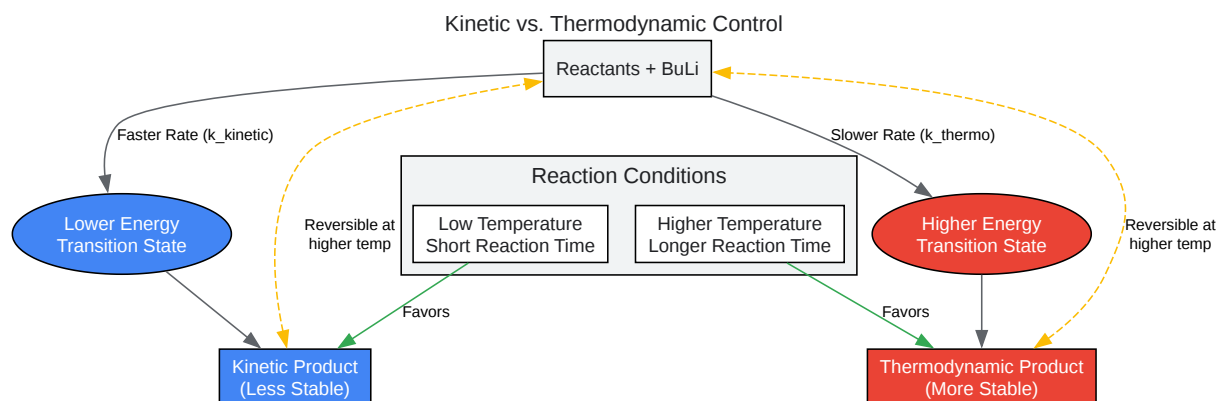 Kinetic vs. Thermodynamic Control
Reactants + BuLi
Faster Rate (k_kinetic)
Slower Rate (k_thermo)
Reaction Conditions
Lower Energy
Transition State
Reversible at
higher temp
Low Temperature
Short Reaction Time
Higher Temperature
Longer Reaction Time
Higher Energy
Transition State
Reversible at
higher temp
Favors
Favors
Kinetic Product
(Less Stable)
Thermodynamic Product
(More Stable)